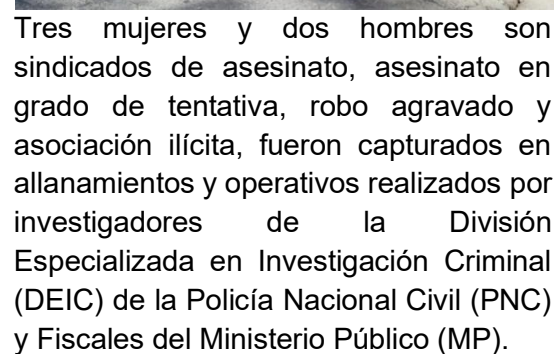 Tres mujeres y dos hombres son
sindicados de asesinato, asesinato en
grado de tentativa, robo agravado y
asociación ilícita, fueron capturados en
allanamientos y operativos realizados por
investigadores de la División
Especializada en Investigación Criminal
(DEIC) de la Policía Nacional Civil (PNC)
y Fiscales del Ministerio Público (MP).